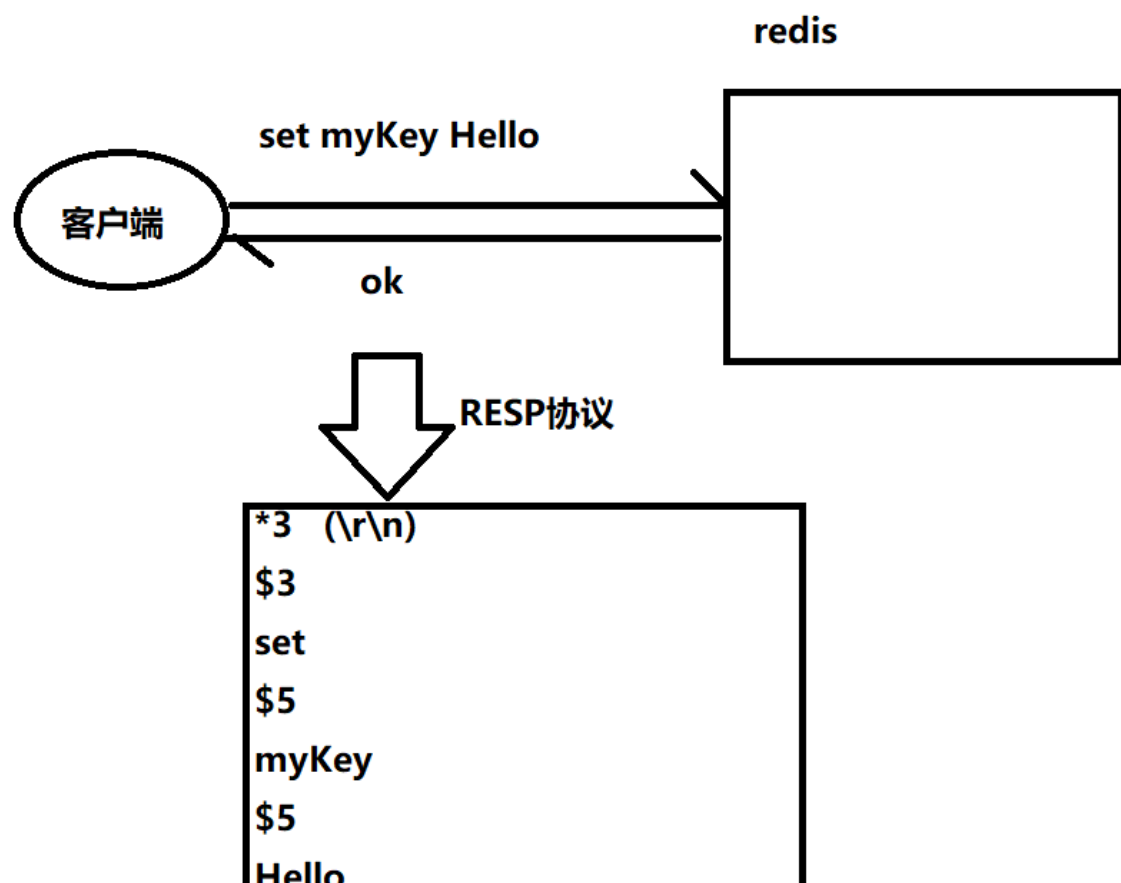 redis
set myKey Hello
客户端
ok
RESP协议
*3 (\r\n)
$3
set
$5
myKey
$5
Hello